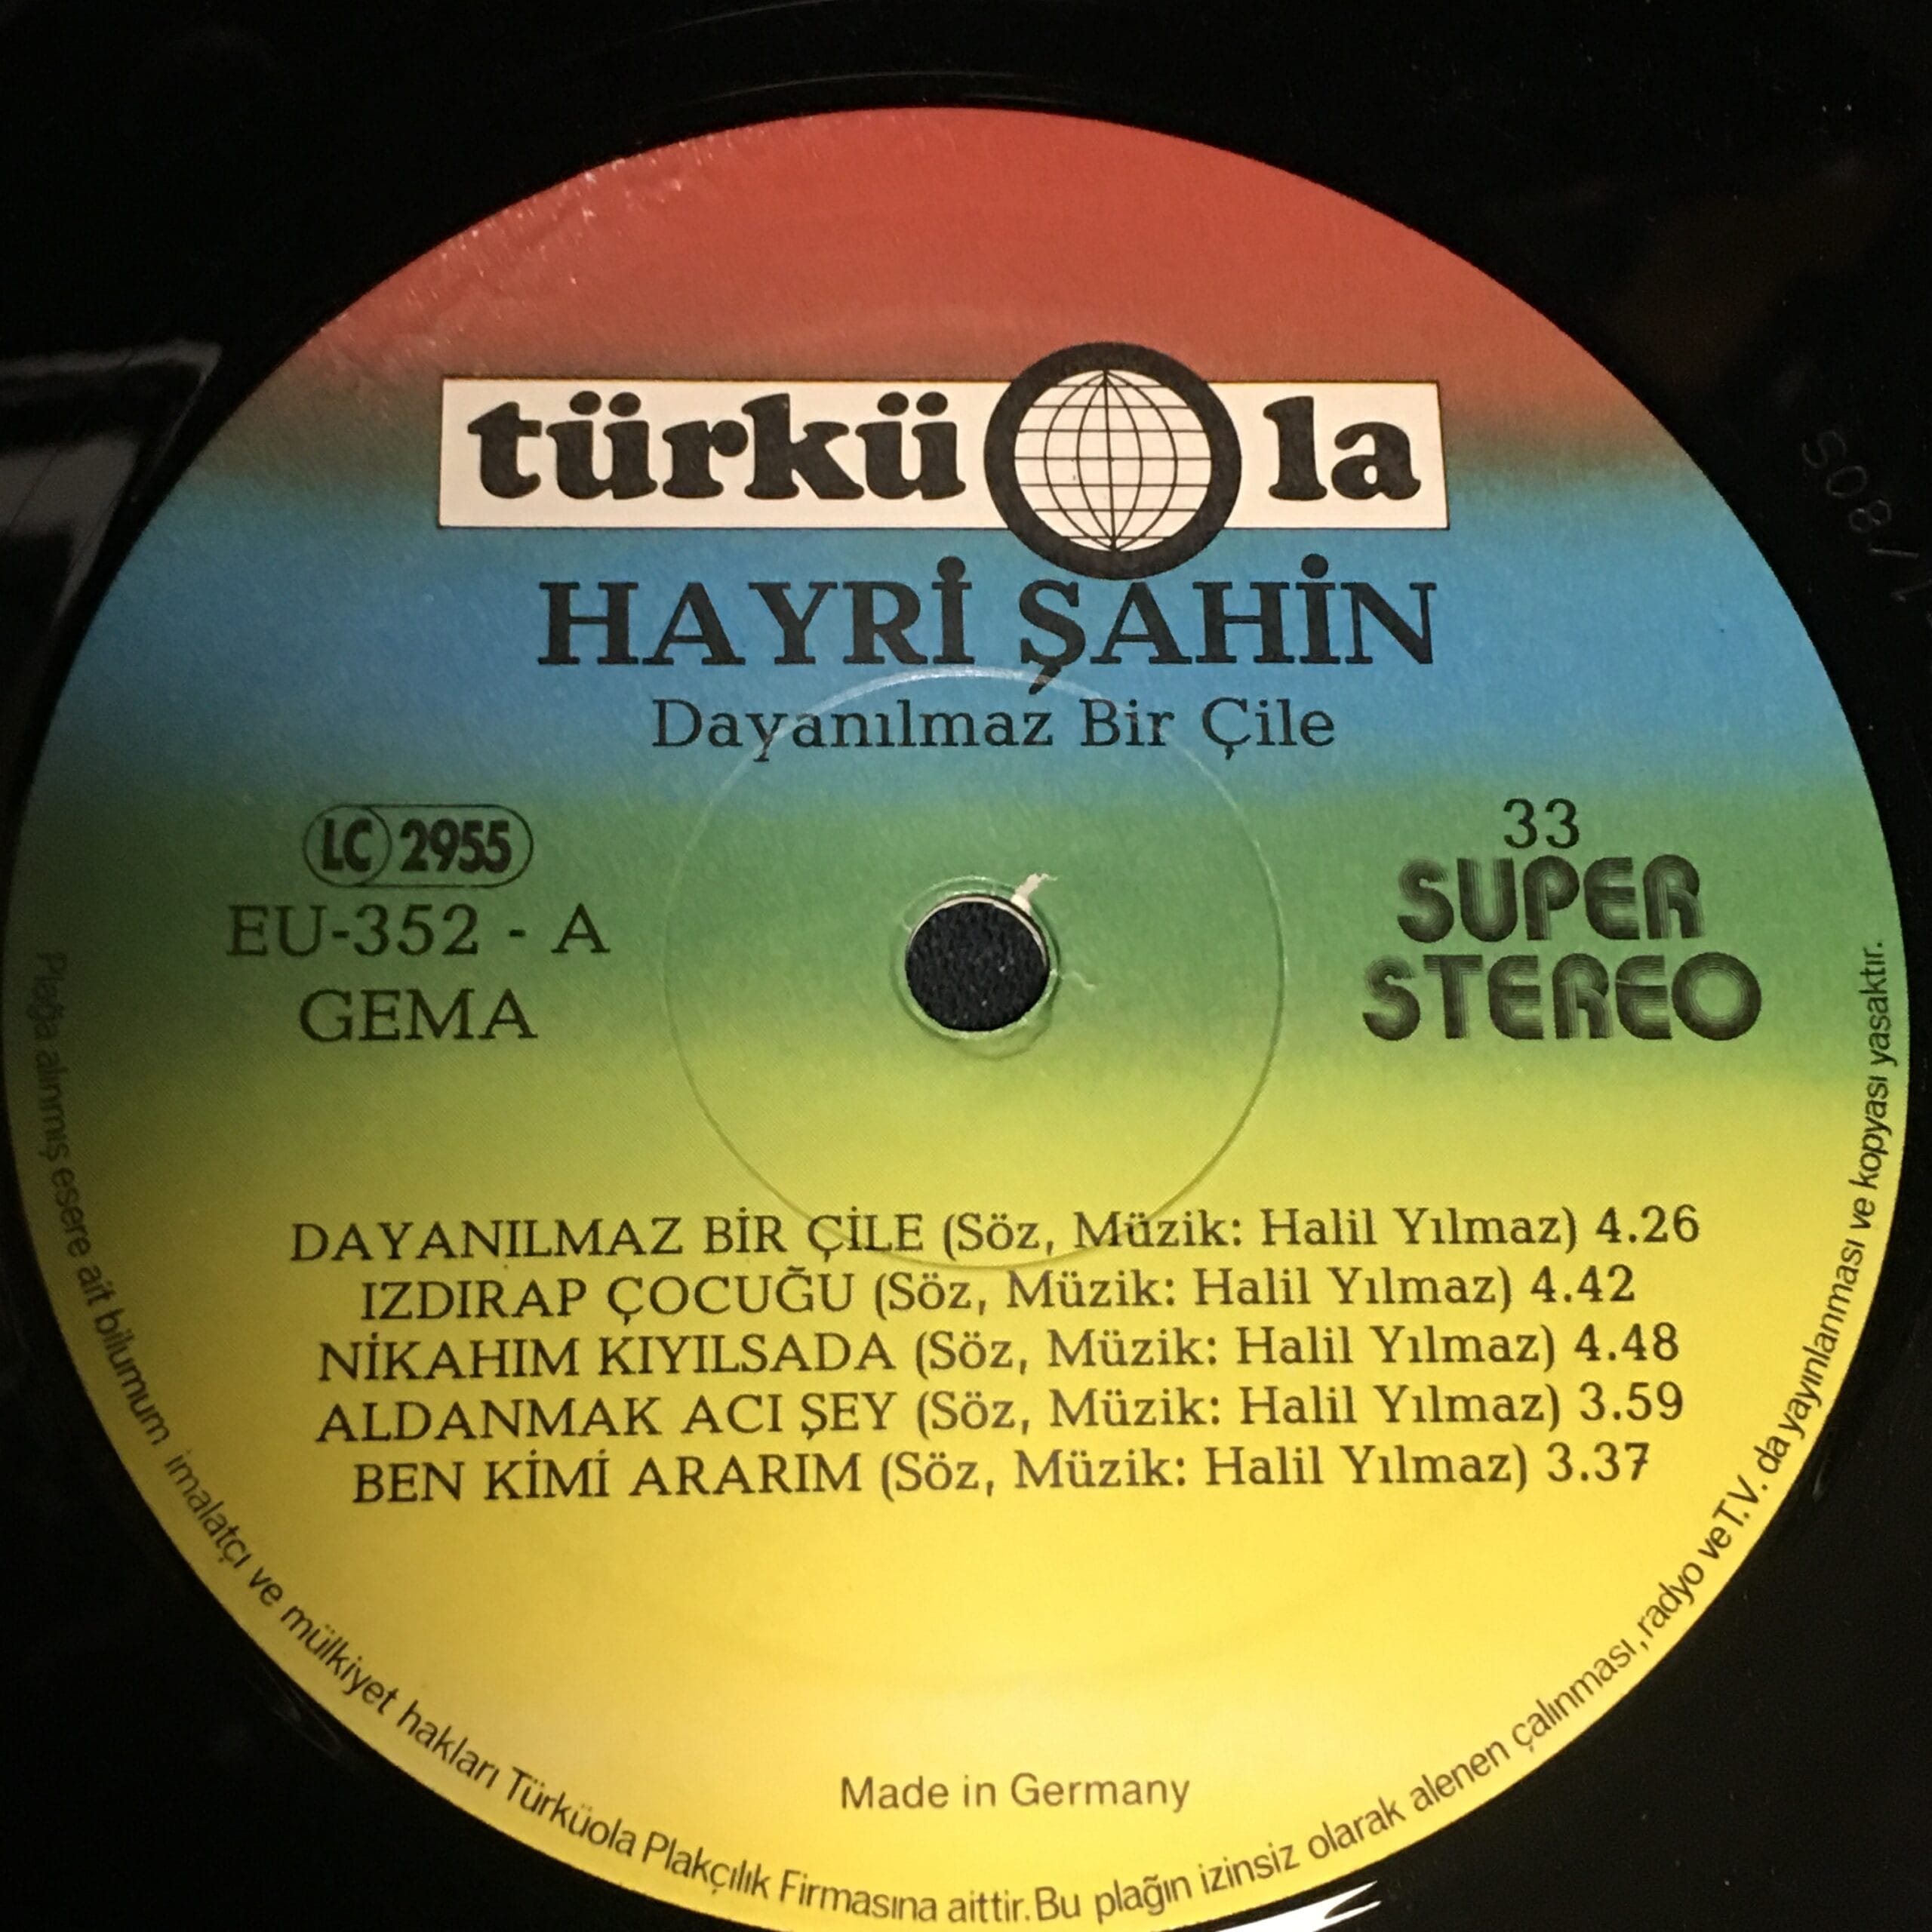 türküola
HAYRİ ŞAHİN
Dayanılmaz Bir Çile
LC 2955
EU-352 - A
GEMA
33
SUPER
STEREO
DAYANILMAZ BİR ÇİLE (Söz, Müzik: Halil Yılmaz) 4.26
IZDIRAP ÇOCUĞU (Söz, Müzik: Halil Yılmaz) 4.42
NİKAHIM KIYILSADA (Söz, Müzik: Halil Yılmaz) 4.48
ALDANMAK ACI ŞEY (Söz, Müzik: Halil Yılmaz) 3.59
BEN KİMİ ARARIM (Söz, Müzik: Halil Yılmaz) 3.37
Made in Germany
Plağa alınmış esere ait bilumum imalatçı ve mülkiyet hakları Türküola Plakçılık Firmasına aittir. Bu plağın izinsiz olarak alenen çalınması, radyo ve T.V. da yayınlanması ve kopyası yasaktır.